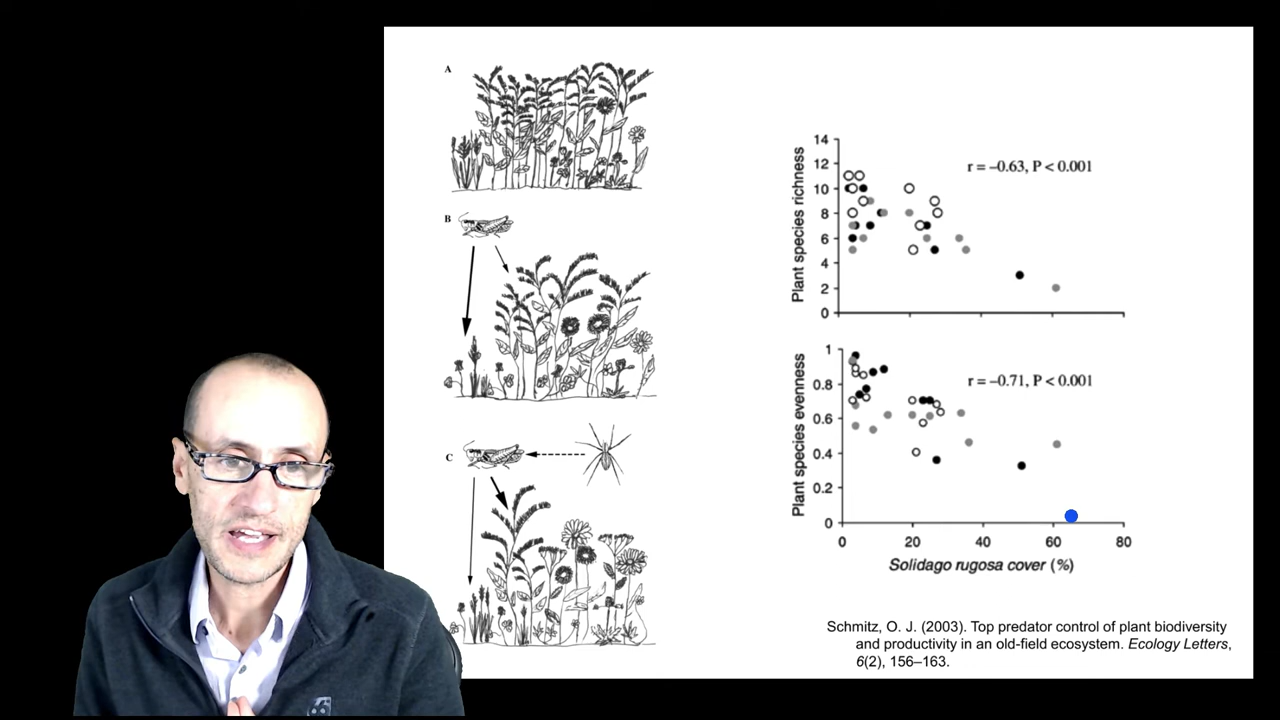 A
B
C
14
12
10
8
6
4
2
0
Plant species richness
r = –0.63, P < 0.001
1
0.8
0.6
0.4
0.2
0
Plant species evenness
r = –0.71, P < 0.001
0 20 40 60 80
Solidago rugosa cover (%)
Schmitz, O. J. (2003). Top predator control of plant biodiversity
and productivity in an old-field ecosystem. Ecology Letters,
6(2), 156–163.